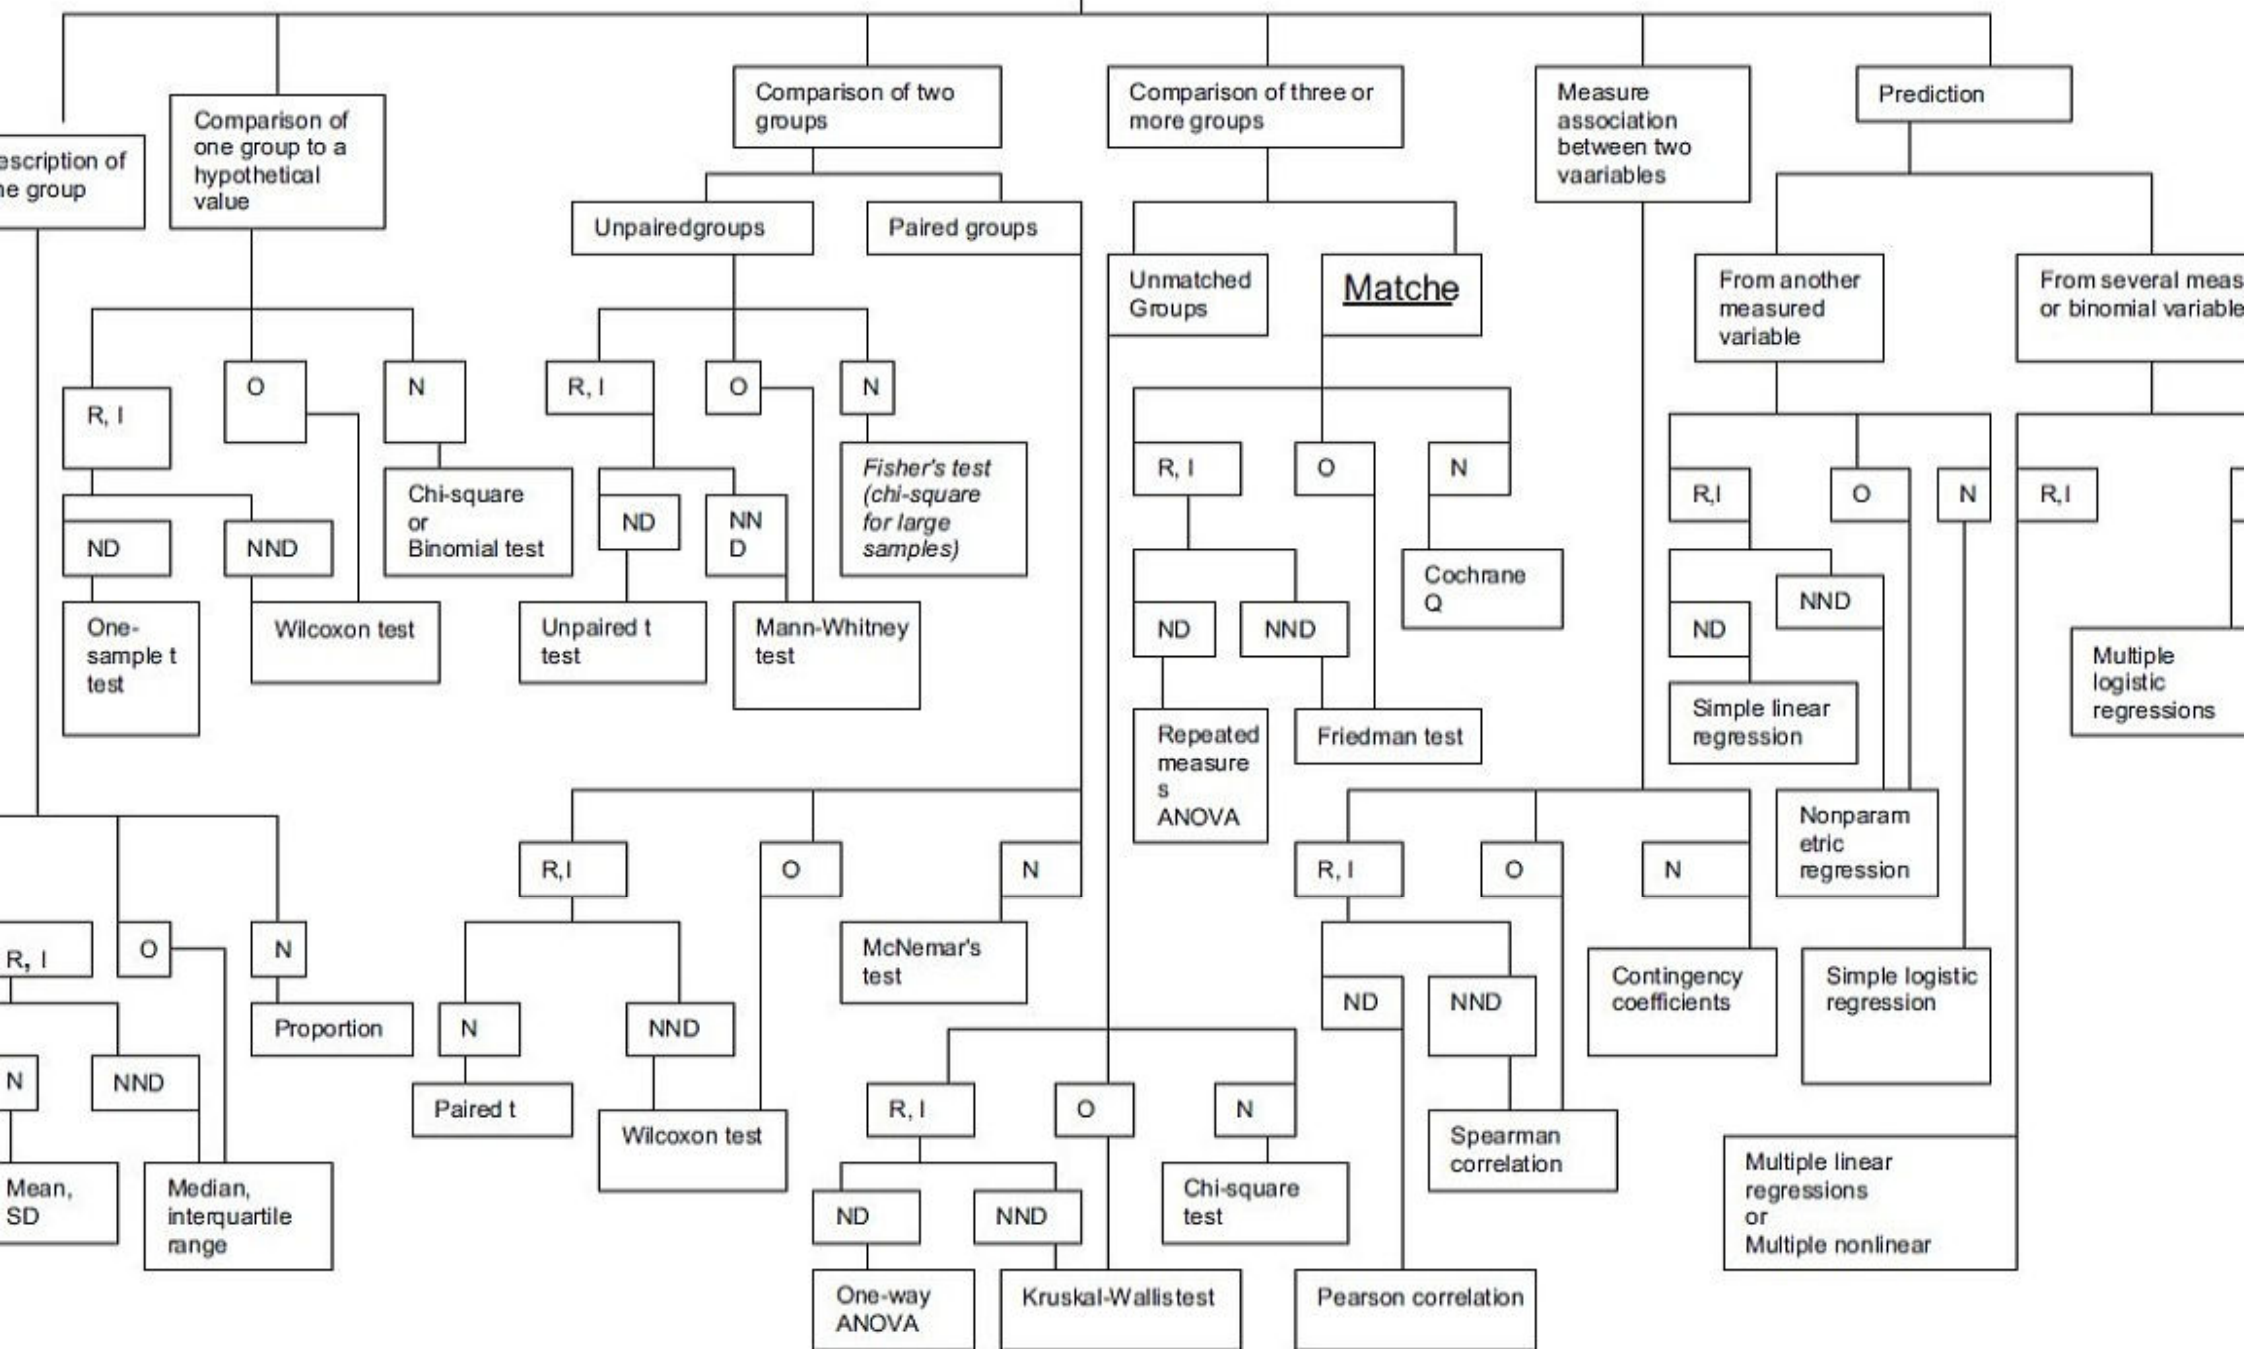 Comparison of two
groups
Comparison of three or
more groups
Measure
association
between two
vaariables
Prediction
Comparison of
one group to a
hypothetical
value
escription of
ne group
Unpairedgroups
Paired groups
Unmatched
Groups
Matche
From another
measured
variable
From several meas
or binomial variable
R, I
O
N
R, I
O
N
R, I
O
N
R,I
O
N
R,I
ND
NND
Chi-square
or
Binomial test
ND
NN
D
Fisher's test
(chi-square
for large
samples)
Cochrane
Q
ND
NND
ND
NND
One-
sample t
test
Wilcoxon test
Unpaired t
test
Mann-Whitney
test
Multiple
logistic
regressions
Simple linear
regression
Repeated
measure
s
ANOVA
Friedman test
Nonparam
etric
regression
R,I
O
N
R, I
O
N
R, I
O
N
McNemar's
test
Contingency
coefficients
Simple logistic
regression
ND
NND
Proportion
N
NND
N
NND
Paired t
Wilcoxon test
R, I
O
N
Spearman
correlation
Mean,
SD
Median,
interquartile
range
Chi-square
test
Multiple linear
regressions
or
Multiple nonlinear
ND
NND
One-way
ANOVA
Kruskal-Wallistest
Pearson correlation